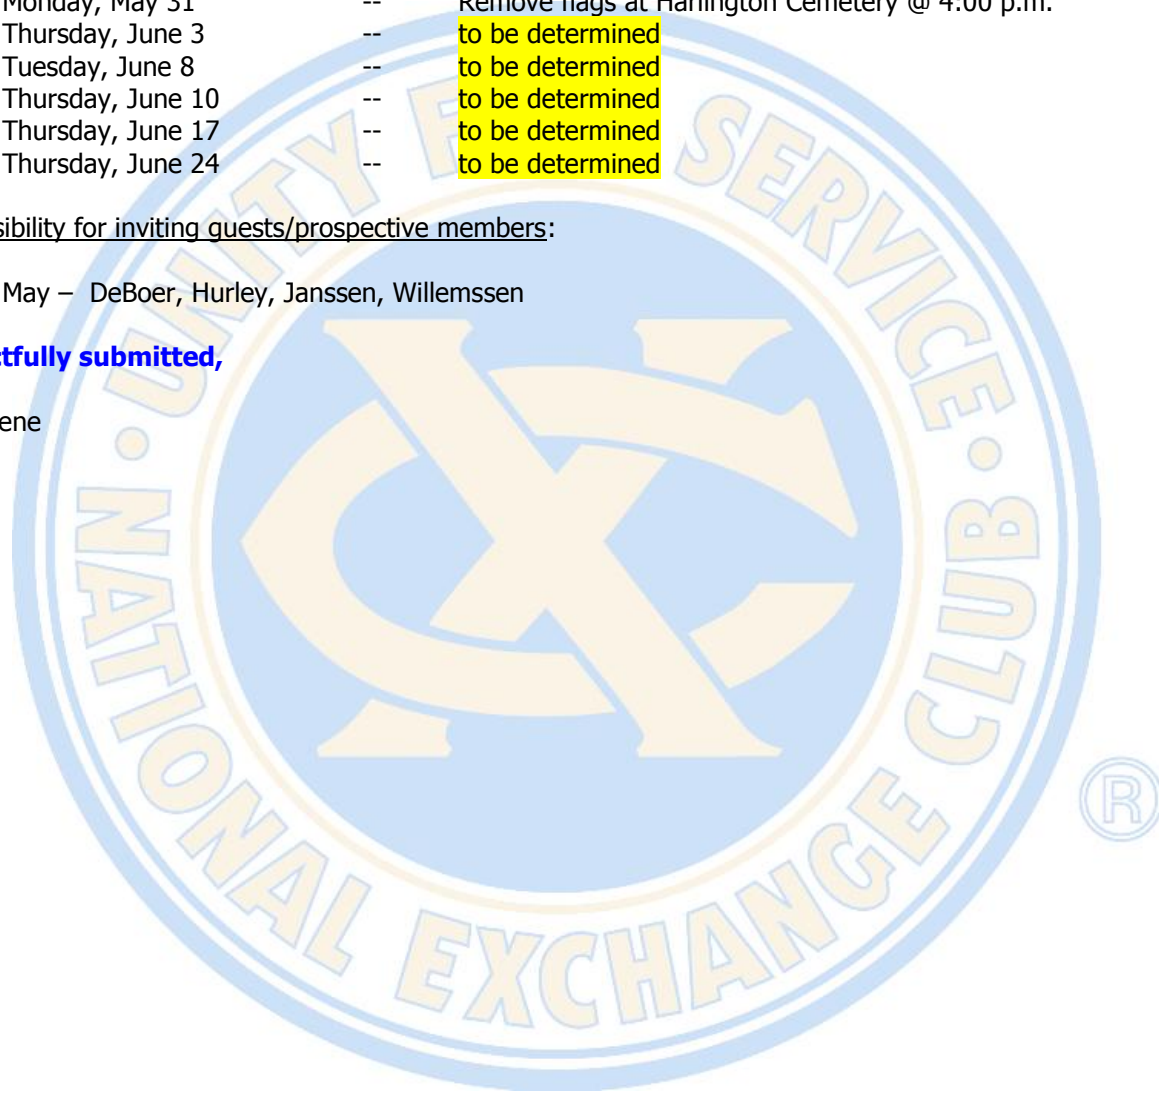 Monday, May 31 -- Remove flags at Harlington Cemetery @ 4:00 p.m.
Thursday, June 3 -- to be determined
Tuesday, June 8 -- to be determined
Thursday, June 10 -- to be determined
Thursday, June 17 -- to be determined
Thursday, June 24 -- to be determined
sibility for inviting guests/prospective members:
May – DeBoer, Hurley, Janssen, Willemssen
tfully submitted,
ene
UNITY FOR SERVICE
NATIONAL EXCHANGE CLUB
XC
®